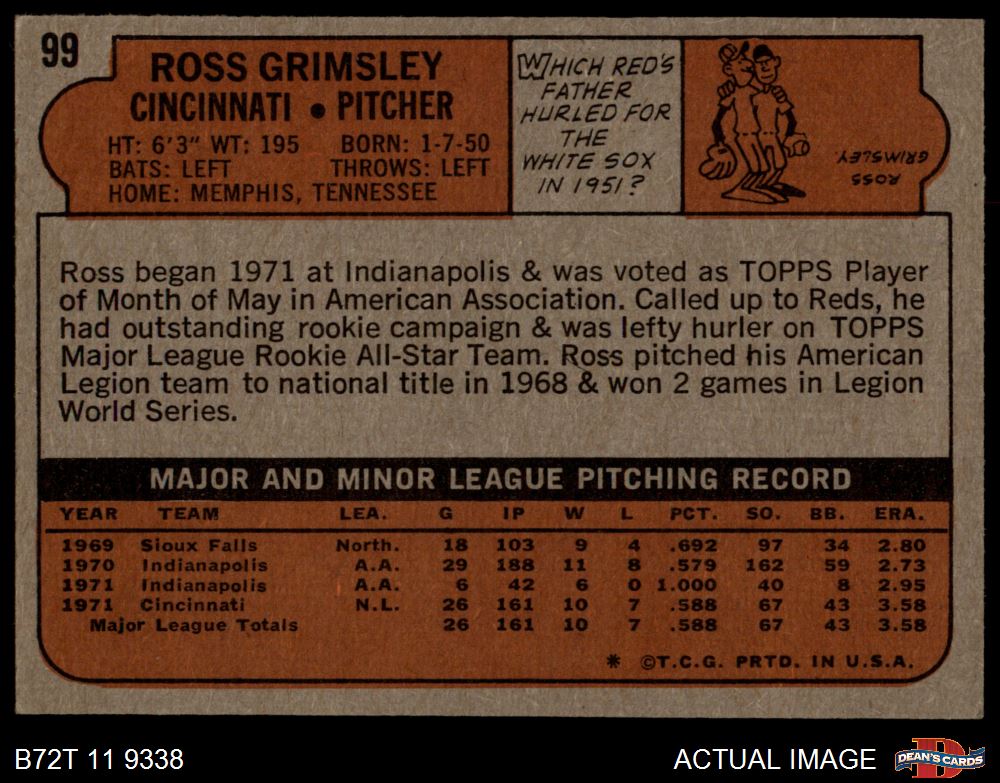 99
ROSS GRIMSLEY
CINCINNATI • PITCHER
HT: 6'3" WT: 195 BORN: 1-7-50
BATS: LEFT THROWS: LEFT
HOME: MEMPHIS, TENNESSEE
WHICH RED'S
FATHER
HURLED FOR
THE
WHITE SOX
IN 1951?
ROSS
GRIMSLEY
Ross began 1971 at Indianapolis & was voted as TOPPS Player
of Month of May in American Association. Called up to Reds, he
had outstanding rookie campaign & was lefty hurler on TOPPS
Major League Rookie All-Star Team. Ross pitched his American
Legion team to national title in 1968 & won 2 games in Legion
World Series.
MAJOR AND MINOR LEAGUE PITCHING RECORD
YEAR TEAM LEA. G IP W L PCT. SO. BB. ERA.
1969 Sioux Falls North. 18 103 9 4 .692 97 34 2.80
1970 Indianapolis A.A. 29 188 11 8 .579 162 59 2.73
1971 Indianapolis A.A. 6 42 6 0 1.000 40 8 2.95
1971 Cincinnati N.L. 26 161 10 7 .588 67 43 3.58
Major League Totals 26 161 10 7 .588 67 43 3.58
* ©T.C.G. PRTD. IN U.S.A.
B72T 11 9338 ACTUAL IMAGE
D
DEAN'S CARDS